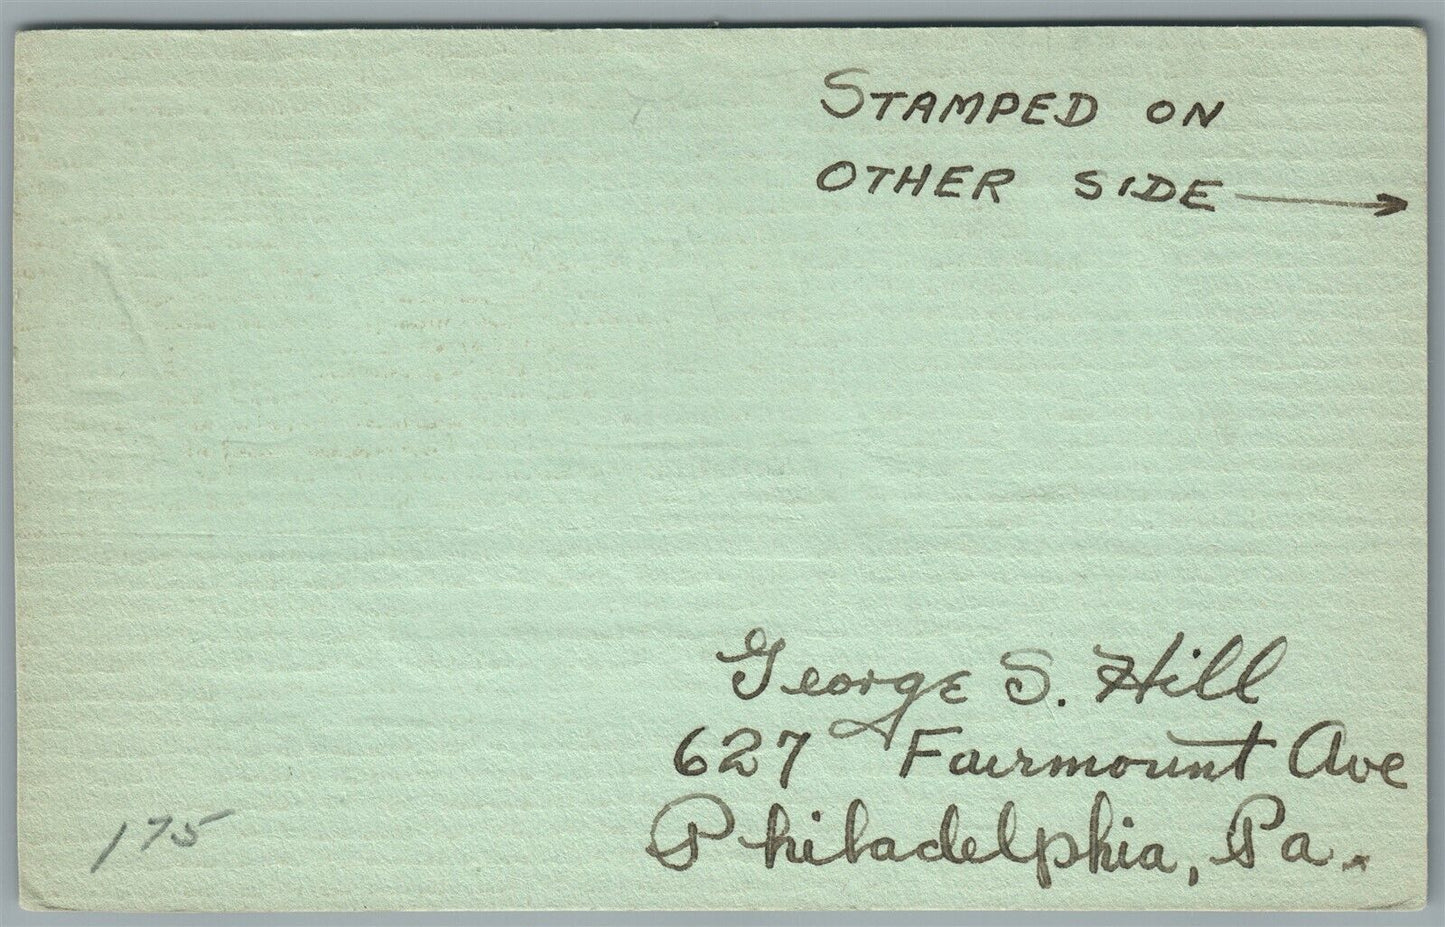 STAMPED ON
OTHER SIDE →
George S. Hill
627 Fairmount Ave
Philadelphia, Pa.
175